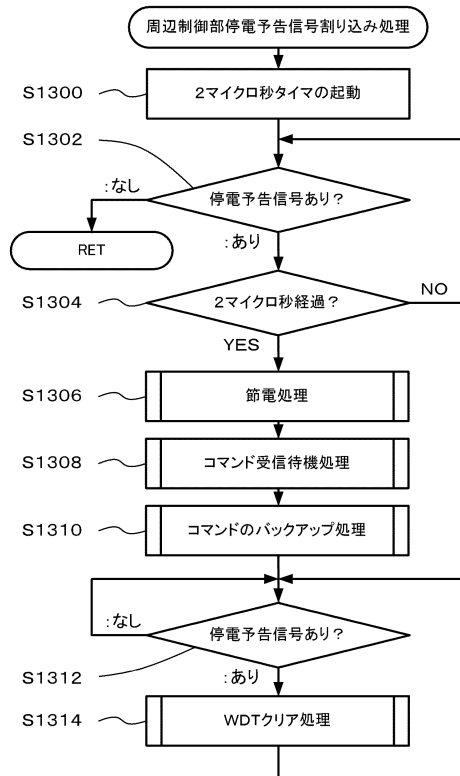 周辺制御部停電予告信号割り込み処理
S1300
2マイクロ秒タイマの起動
S1302
停電予告信号あり?
:なし
RET
:あり
S1304
2マイクロ秒経過?
NO
YES
S1306
節電処理
S1308
コマンド受信待機処理
S1310
コマンドのバックアップ処理
:なし
停電予告信号あり?
S1312
:あり
S1314
WDTクリア処理